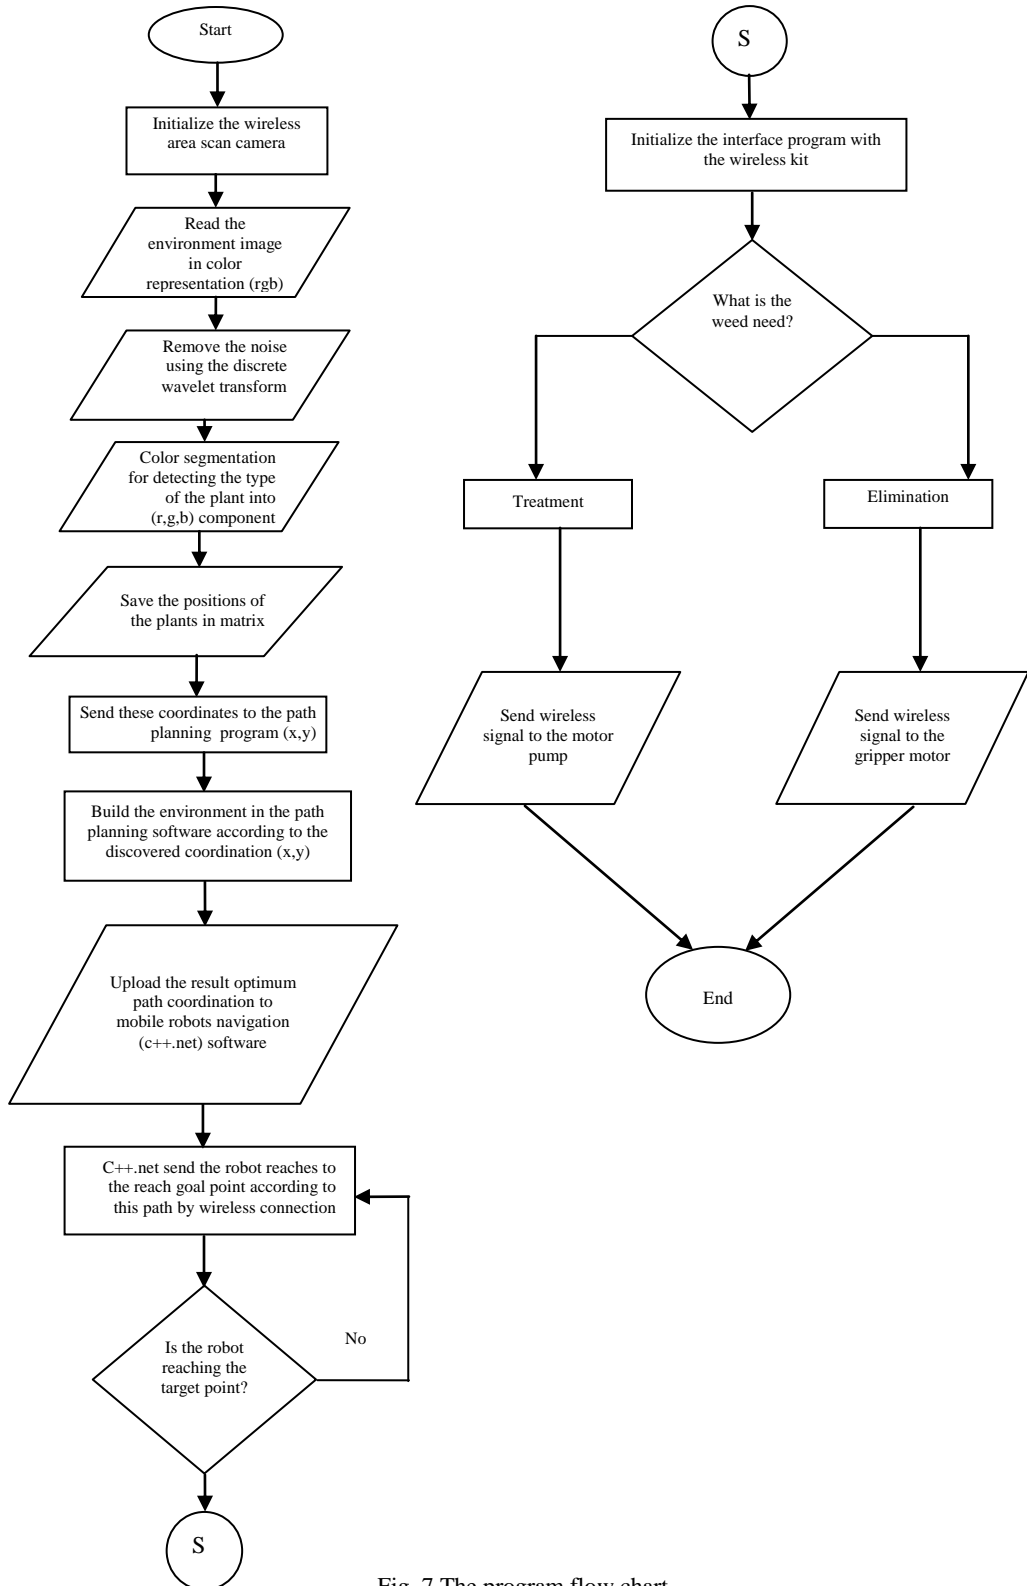 Start
Initialize the wireless
area scan camera
Read the
environment image
in color
representation (rgb)
Remove the noise
using the discrete
wavelet transform
Color segmentation
for detecting the type
of the plant into
(r,g,b) component
Save the positions of
the plants in matrix
Send these coordinates to the path
planning program (x,y)
Build the environment in the path
planning software according to the
discovered coordination (x,y)
Upload the result optimum
path coordination to
mobile robots navigation
(c++.net) software
C++.net send the robot reaches to
the reach goal point according to
this path by wireless connection
Is the robot
reaching the
target point?
No
S
S
Initialize the interface program with
the wireless kit
What is the
weed need?
Treatment
Elimination
Send wireless
signal to the motor
pump
Send wireless
signal to the
gripper motor
End
Fig. 7 The program flow chart